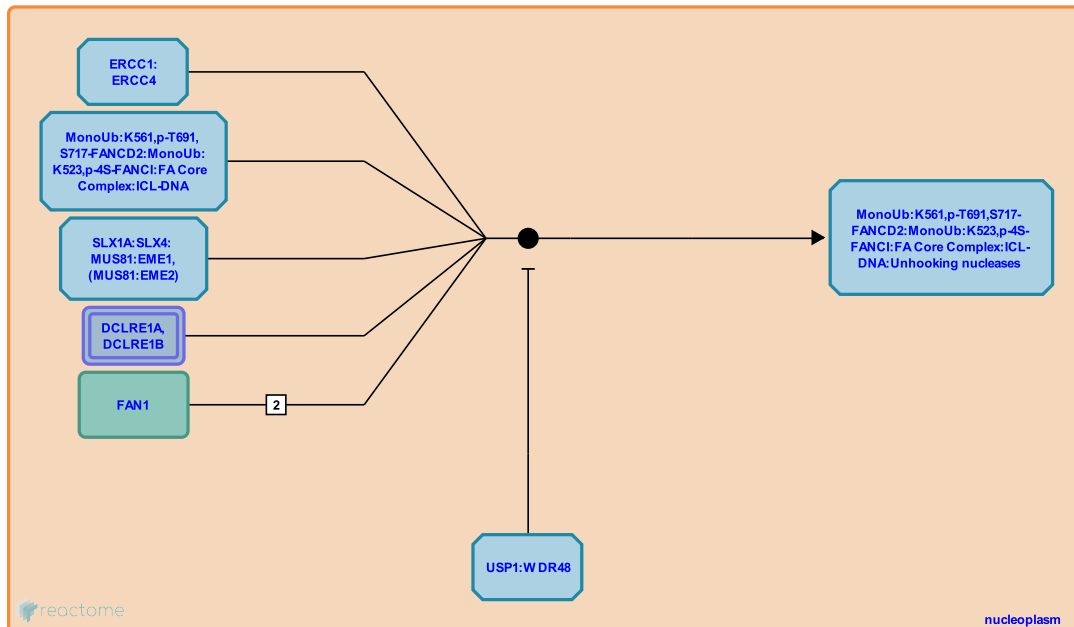 ERCC1:
ERCC4
MonoUb:K561,p-T691,
S717-FANCD2:MonoUb:
K523,p-4S-FANCI:FA Core
Complex:ICL-DNA
SLX1A:SLX4:
MUS81:EME1,
(MUS81:EME2)
DCLRE1A,
DCLRE1B
FAN1
2
MonoUb:K561,p-T691,S717-
FANCD2:MonoUb:K523,p-4S-
FANCI:FA Core Complex:ICL-
DNA:Unhooking nucleases
USP1:WDR48
reactome
nucleoplasm